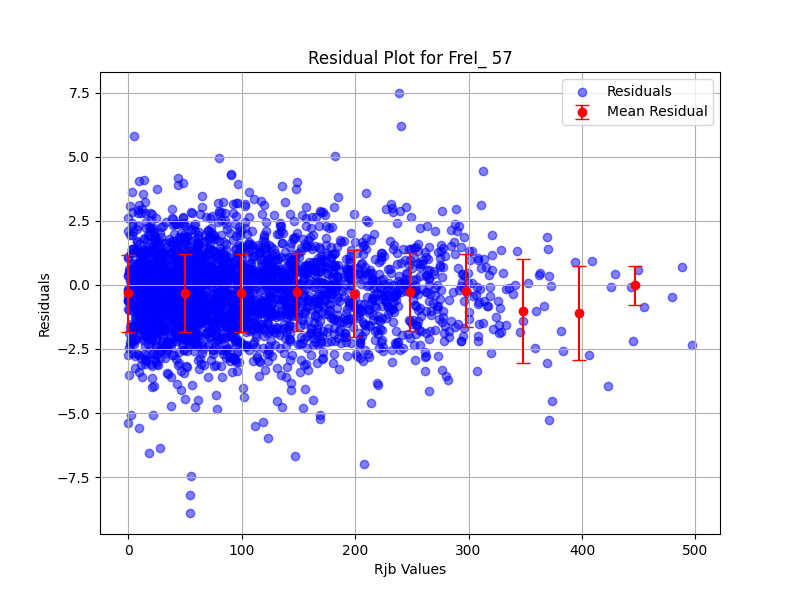 Residual Plot for FreI_ 57
Residuals
Mean Residual
7.5
5.0
2.5
0.0
−2.5
−5.0
−7.5
Residuals
0 100 200 300 400 500
Rjb Values